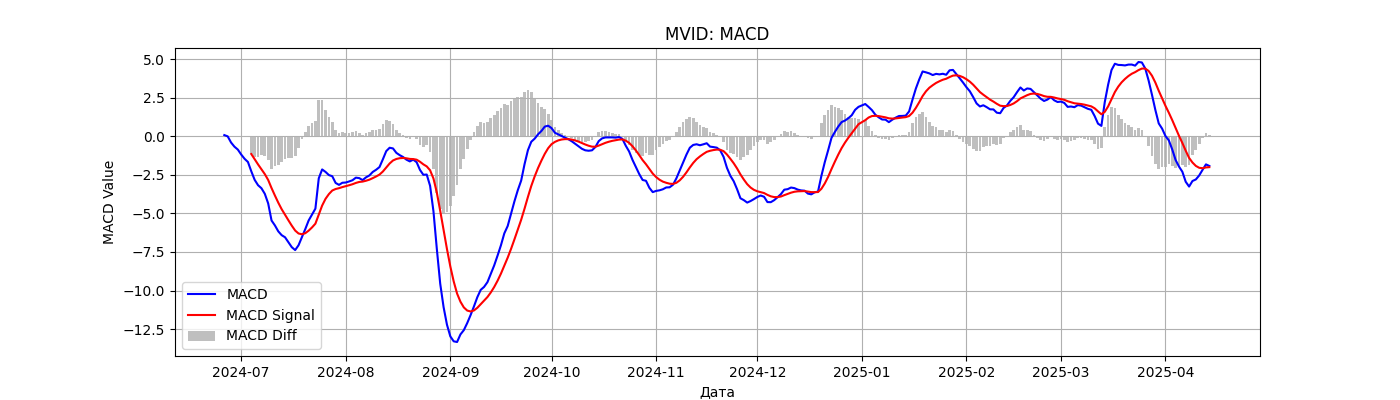 MVID: MACD
5.0
2.5
0.0
−2.5
−5.0
−7.5
−10.0
−12.5
MACD Value
MACD
MACD Signal
MACD Diff
2024-07 2024-08 2024-09 2024-10 2024-11 2024-12 2025-01 2025-02 2025-03 2025-04
Дата